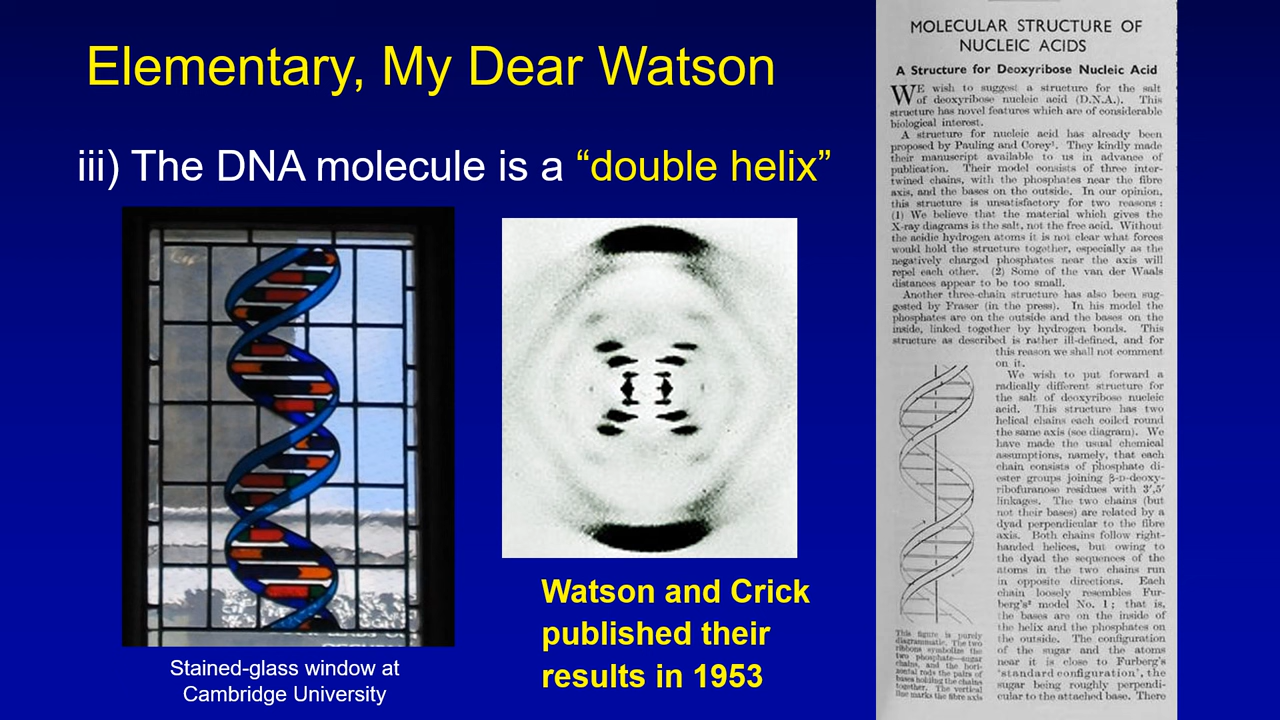 Elementary, My Dear Watson
iii) The DNA molecule is a “double helix”
Stained-glass window at
Cambridge University
Watson and Crick
published their
results in 1953
MOLECULAR STRUCTURE OF
NUCLEIC ACIDS
A Structure for Deoxyribose Nucleic Acid
WE wish to suggest a structure for the salt
of deoxyribose nucleic acid (D.N.A.). This
structure has novel features which are of considerable
biological interest.
A structure for nucleic acid has already been
proposed by Pauling and Corey¹. They kindly made
their manuscript available to us in advance of
publication. Their model consists of three inter-
twined chains, with the phosphates near the fibre
axis, and the bases on the outside. In our opinion,
this structure is unsatisfactory for two reasons :
(1) We believe that the material which gives the
X-ray diagrams is the salt, not the free acid. Without
the acidic hydrogen atoms it is not clear what forces
would hold the structure together, especially as the
negatively charged phosphates near the axis will
repel each other. (2) Some of the van der Waals
distances appear to be too small.
Another three-chain structure has also been sug-
gested by Fraser (in the press). In his model the
phosphates are on the outside and the bases on the
inside, linked together by hydrogen bonds. This
structure as described is rather ill-defined, and for
this reason we shall not comment
on it.
We wish to put forward a
radically different structure for
the salt of deoxyribose nucleic
acid. This structure has two
helical chains each coiled round
the same axis (see diagram). We
have made the usual chemical
assumptions, namely, that each
chain consists of phosphate di-
ester groups joining β-D-deoxy-
ribofuranose residues with 3′,5′
linkages. The two chains (but
not their bases) are related by a
dyad perpendicular to the fibre
axis. Both chains follow right-
handed helices, but owing to
the dyad the sequences of the
atoms in the two chains run
in opposite directions. Each
chain loosely resembles Fur-
berg's² model No. 1 ; that is,
the bases are on the inside of
the helix and the phosphates on
the outside. The configuration
of the sugar and the atoms
near it is close to Furberg's
'standard configuration', the
sugar being roughly perpendi-
cular to the attached base. There
This figure is purely
diagrammatic. The two
ribbons symbolize the
two phosphate—sugar
chains, and the hori-
zontal rods the pairs of
bases holding the chains
together. The vertical
line marks the fibre axis